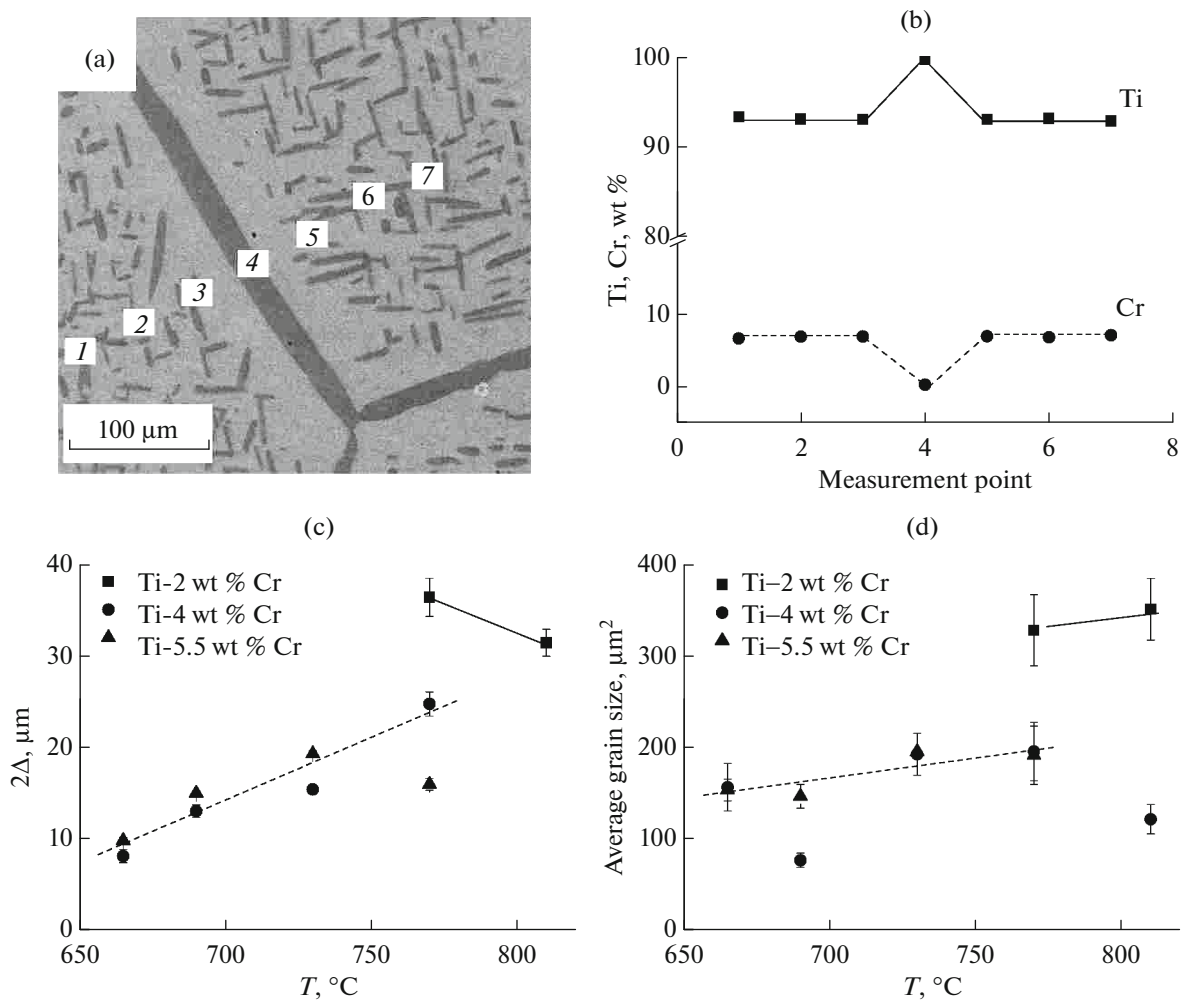 (a)
1
2
3
4
5
6
7
100 µm
(b)
Ti, Cr, wt %
100
90
80
10
0
Ti
Cr
0 2 4 6 8
Measurement point
(c)
2Δ, µm
40
30
20
10
0
Ti-2 wt % Cr
Ti-4 wt % Cr
Ti-5.5 wt % Cr
650 700 750 800
T, °C
(d)
Average grain size, µm²
400
300
200
100
0
Ti–2 wt % Cr
Ti–4 wt % Cr
Ti–5.5 wt % Cr
650 700 750 800
T, °C